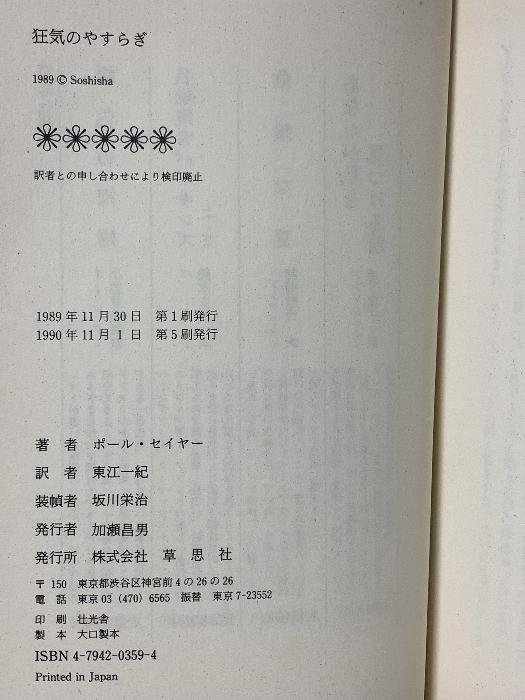 狂気のやすらぎ
1989 © Soshisha
訳者との申し合わせにより検印廃止
1989年11月30日 第1刷発行
1990年11月1日 第5刷発行
著者 ポール・セイヤー
訳者 東江一紀
装幀者 坂川栄治
発行者 加瀬昌男
発行所 株式会社 草思社
〒150 東京都渋谷区神宮前4の26の26
電話 東京03(470)6565 振替 東京7-23552
印刷 壮光舎
製本 大口製本
ISBN 4-7942-0359-4
Printed in Japan